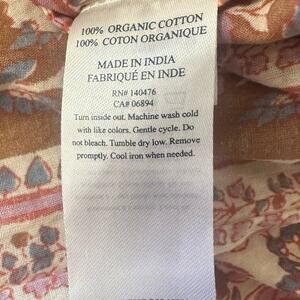 100% ORGANIC COTTON
100% COTON ORGANIQUE
MADE IN INDIA
FABRIQUÉ EN INDE
RN# 140476
CA# 06894
Turn inside out. Machine wash cold
with like colors. Gentle cycle. Do
not bleach. Tumble dry low. Remove
promptly. Cool iron when needed.